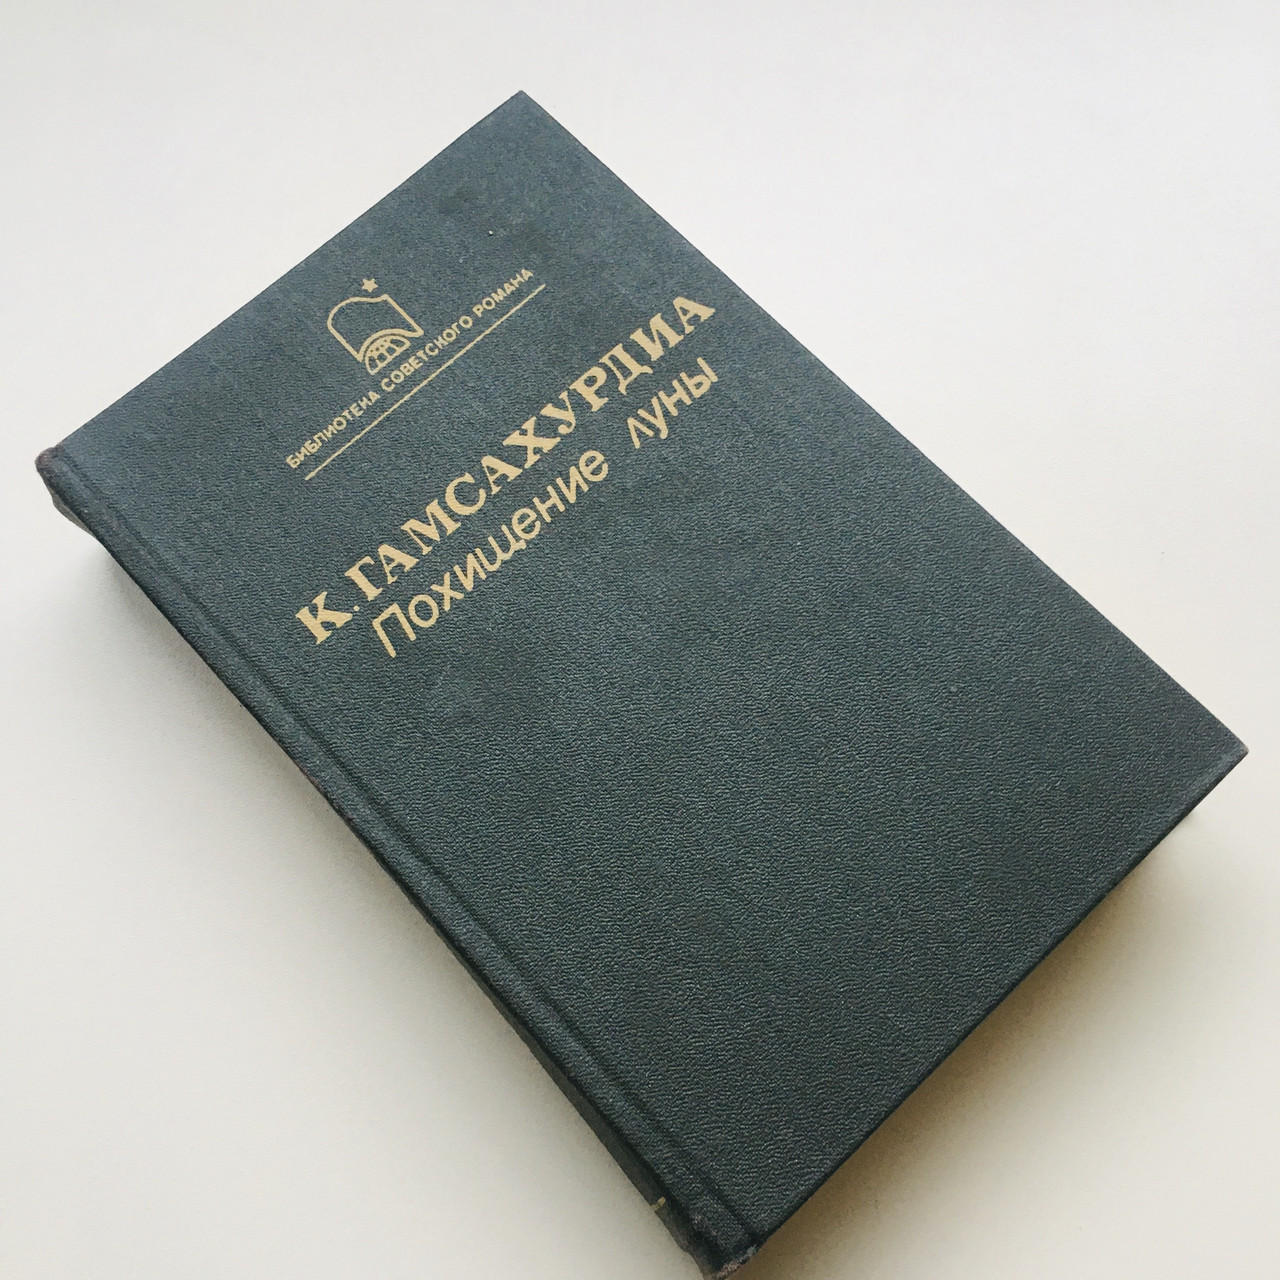 БИБЛИОТЕКА СОВЕТСКОГО РОМАНА
К. ГАМСАХУРДИА
Похищение луны